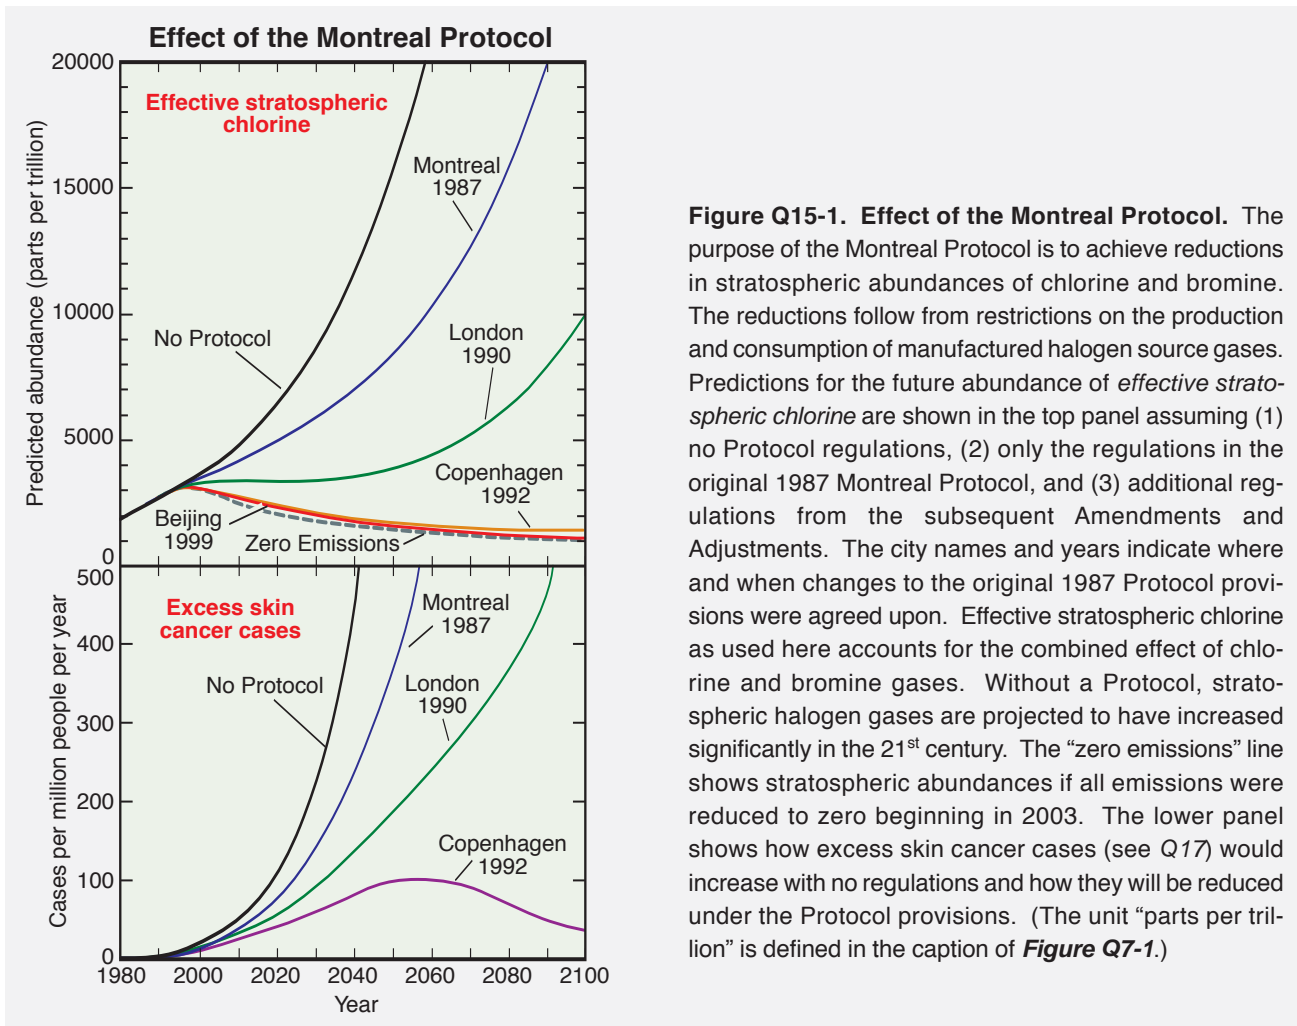 Effect of the Montreal Protocol
20000
15000
10000
5000
0
Predicted abundance (parts per trillion)
Effective stratospheric
chlorine
Montreal
1987
No Protocol
London
1990
Copenhagen
1992
Beijing
1999
Zero Emissions
500
400
300
200
100
0
Cases per million people per year
Excess skin
cancer cases
Montreal
1987
No Protocol
London
1990
Copenhagen
1992
1980 2000 2020 2040 2060 2080 2100
Year
Figure Q15-1. Effect of the Montreal Protocol. The
purpose of the Montreal Protocol is to achieve reductions
in stratospheric abundances of chlorine and bromine.
The reductions follow from restrictions on the production
and consumption of manufactured halogen source gases.
Predictions for the future abundance of effective strato-
spheric chlorine are shown in the top panel assuming (1)
no Protocol regulations, (2) only the regulations in the
original 1987 Montreal Protocol, and (3) additional reg-
ulations from the subsequent Amendments and
Adjustments. The city names and years indicate where
and when changes to the original 1987 Protocol provi-
sions were agreed upon. Effective stratospheric chlorine
as used here accounts for the combined effect of chlo-
rine and bromine gases. Without a Protocol, strato-
spheric halogen gases are projected to have increased
significantly in the 21st century. The “zero emissions” line
shows stratospheric abundances if all emissions were
reduced to zero beginning in 2003. The lower panel
shows how excess skin cancer cases (see Q17) would
increase with no regulations and how they will be reduced
under the Protocol provisions. (The unit “parts per tril-
lion” is defined in the caption of Figure Q7-1.)